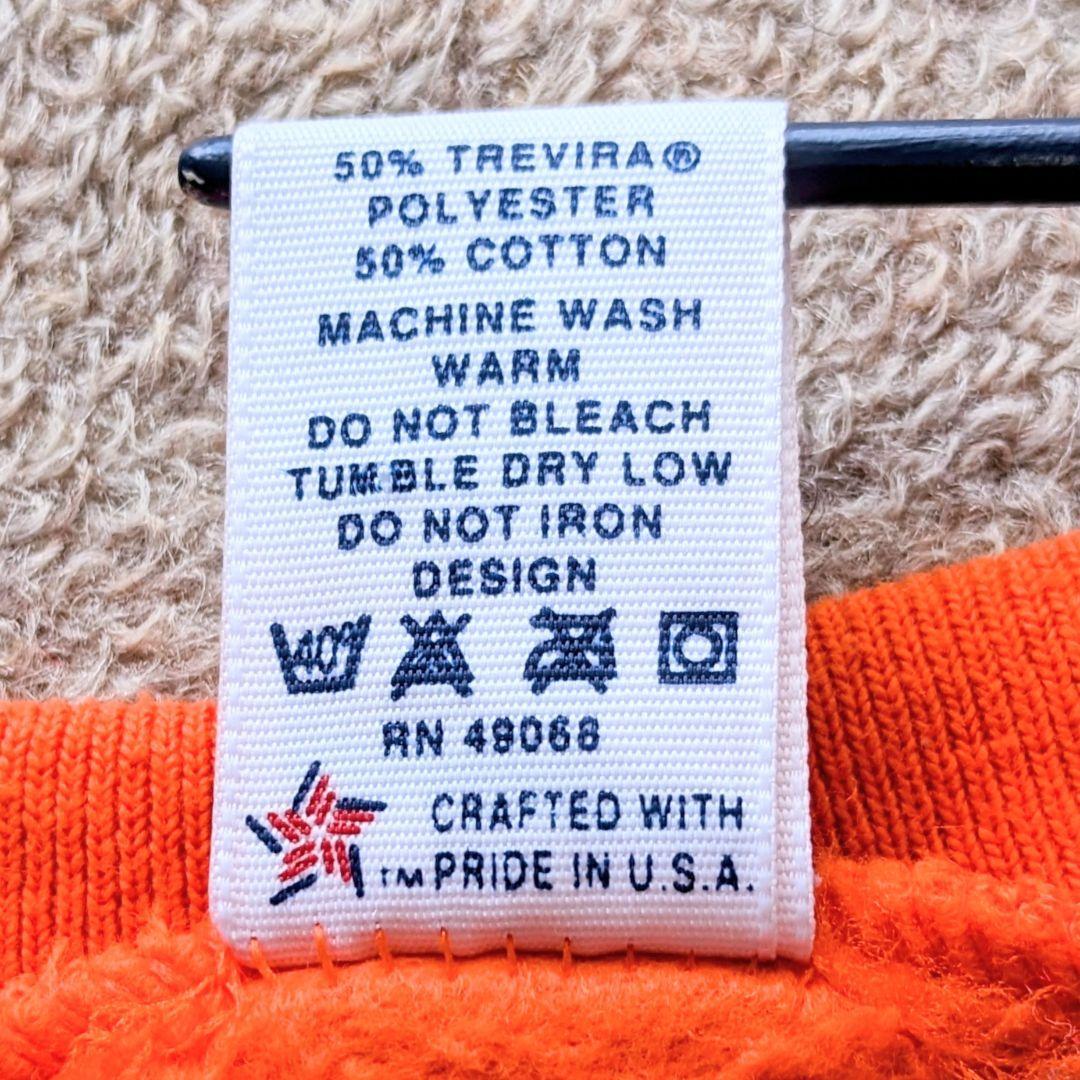 50% TREVIRA®
POLYESTER
50% COTTON
MACHINE WASH
WARM
DO NOT BLEACH
TUMBLE DRY LOW
DO NOT IRON
DESIGN
40°
RN 49068
CRAFTED WITH
™ PRIDE IN U.S.A.